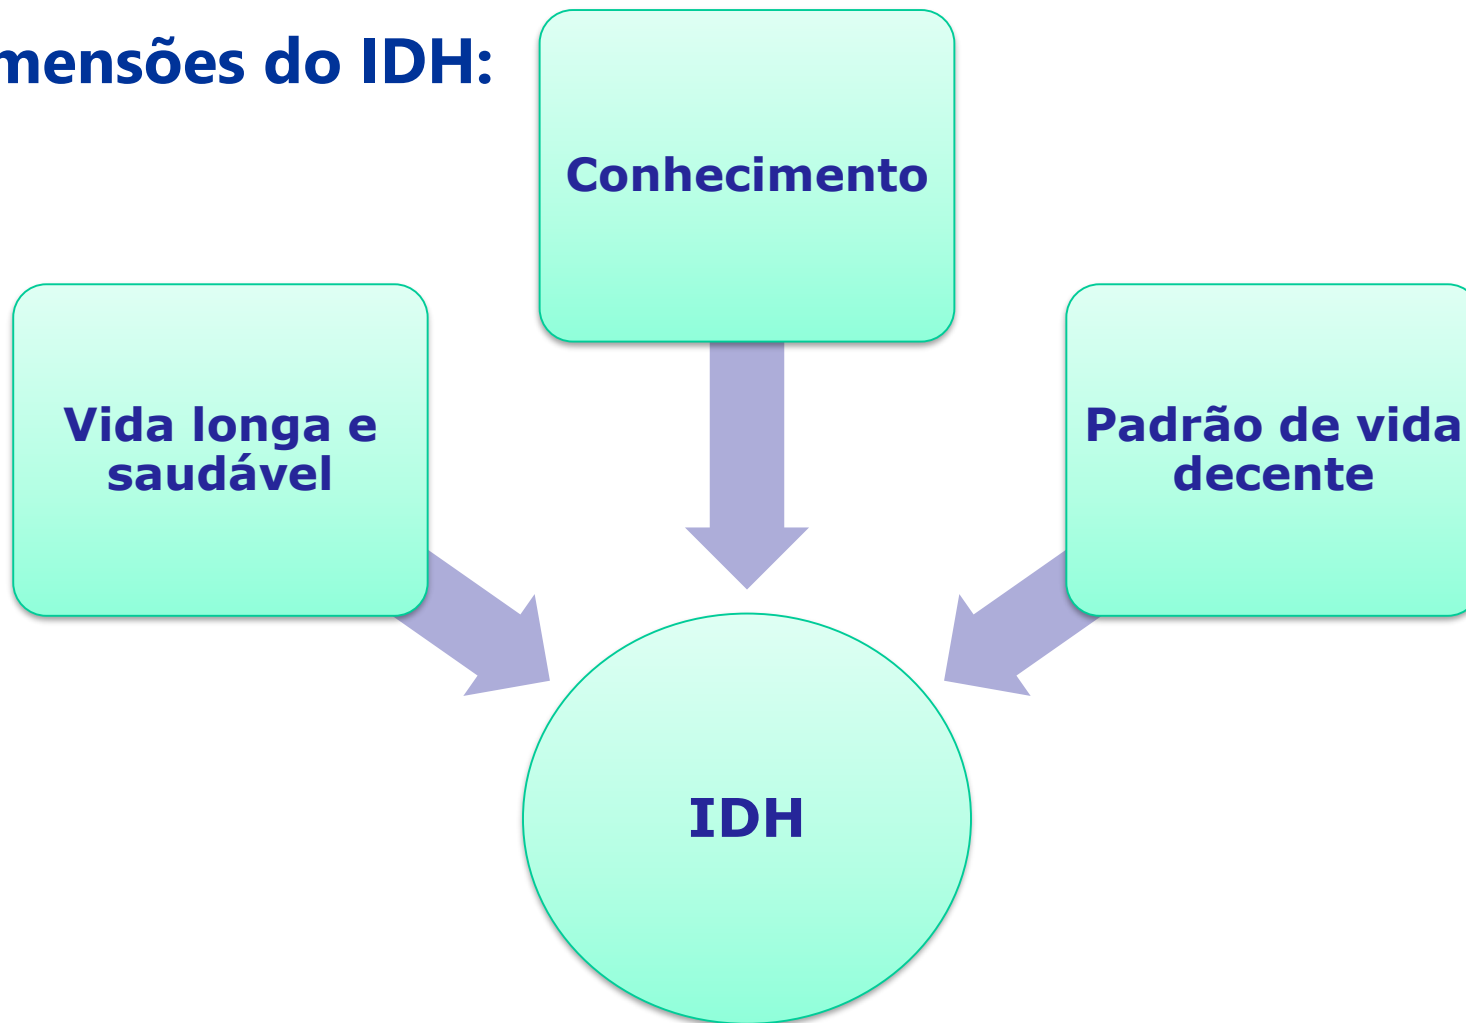 mensões do IDH:
Conhecimento
Vida longa e
saudável
Padrão de vida
decente
IDH